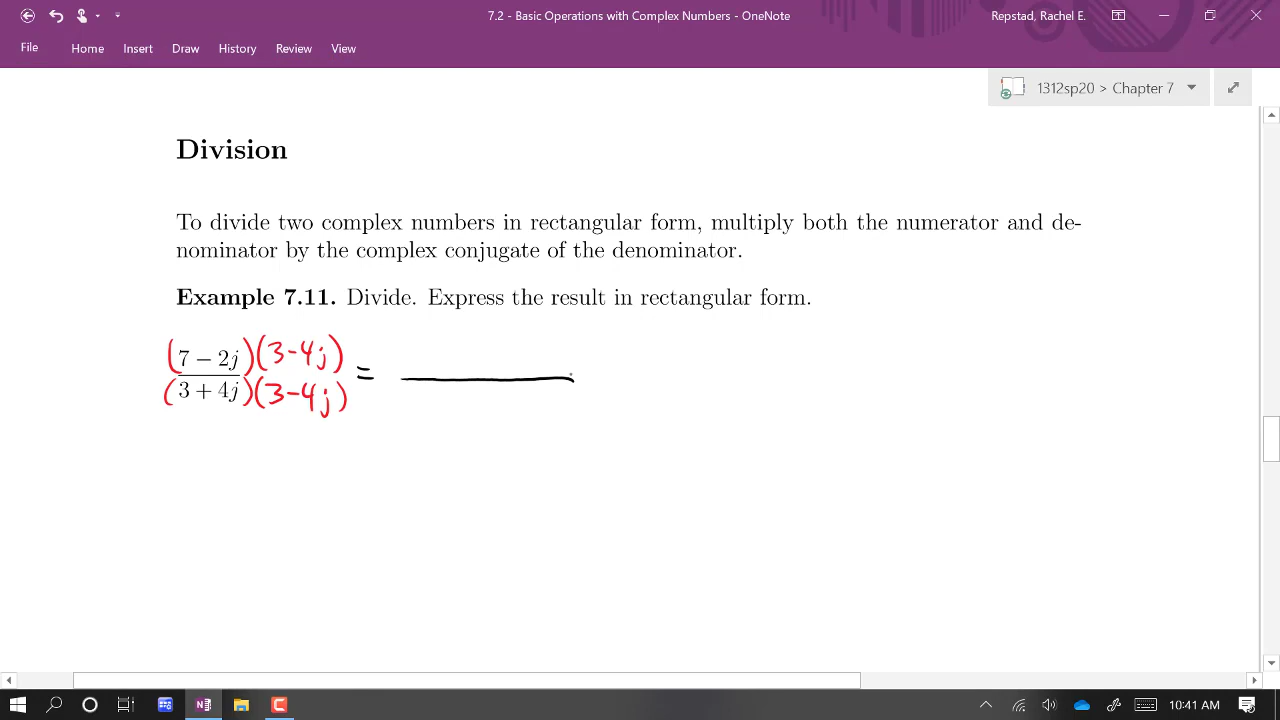 7.2 - Basic Operations with Complex Numbers - OneNote
Repstad, Rachel E.
File Home Insert Draw History Review View
1312sp20 > Chapter 7
Division
To divide two complex numbers in rectangular form, multiply both the numerator and de-
nominator by the complex conjugate of the denominator.
Example 7.11. Divide. Express the result in rectangular form.
(7 − 2j)(3-4j)
=
(3 + 4j)(3-4j)
10:41 AM